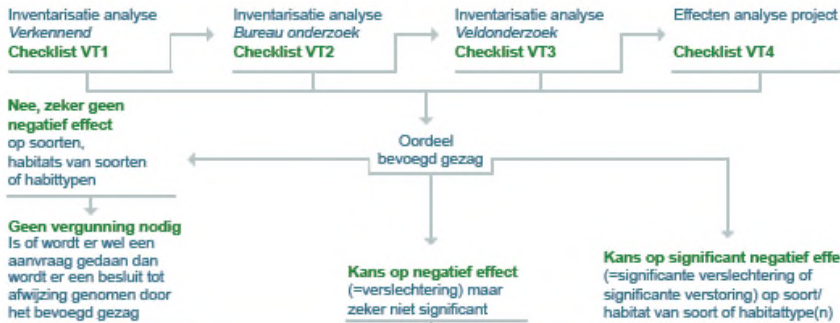 Inventarisatie analyse
Verkennend
Checklist VT1
Inventarisatie analyse
Bureau onderzoek
Checklist VT2
Inventarisatie analyse
Veldonderzoek
Checklist VT3
Effecten analyse project
Checklist VT4
Nee, zeker geen
negatief effect
op soorten,
habitats van soorten
of habittypen
Oordeel
bevoegd gezag
Geen vergunning nodig
Is of wordt er wel een
aanvraag gedaan dan
wordt er een besluit tot
afwijzing genomen door
het bevoegd gezag
Kans op negatief effect
(=verslechtering) maar
zeker niet significant
Kans op significant negatief effe
(=significante verslechtering of
significante verstoring) op soort/
habitat van soort of habitattype(n)